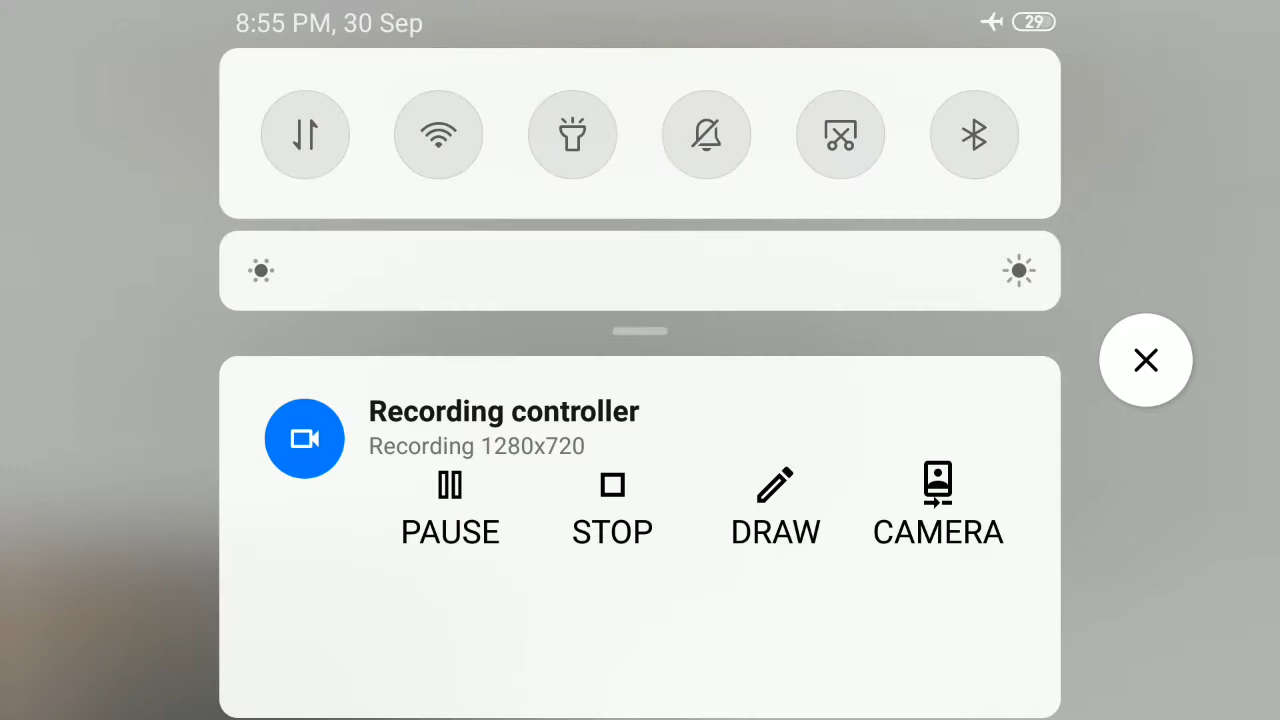 8:55 PM, 30 Sep
29
Recording controller
Recording 1280x720
PAUSE STOP DRAW CAMERA